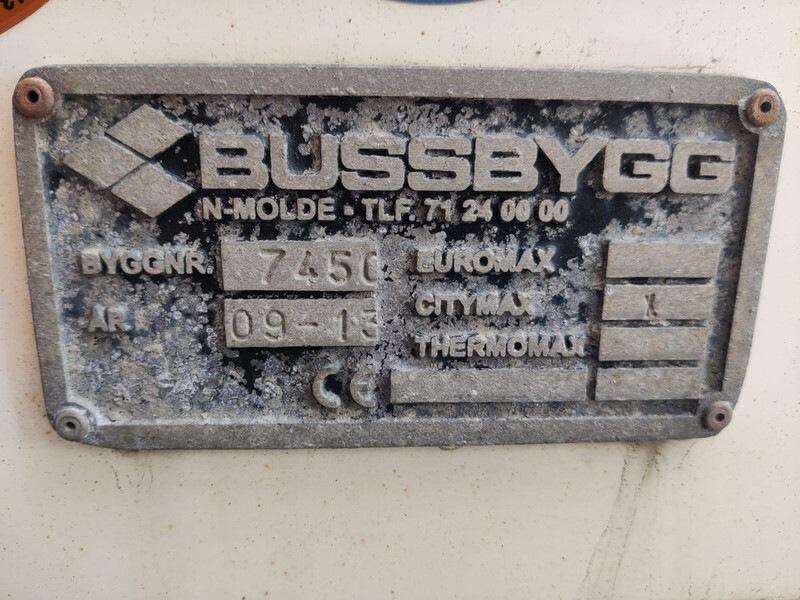 BUSSBYGG
N-MOLDE - TLF. 71 24 00 00
BYGGNR. 7450
ÅR 09-13
EUROMAX
CITYMAX X
THERMOMAX
CE